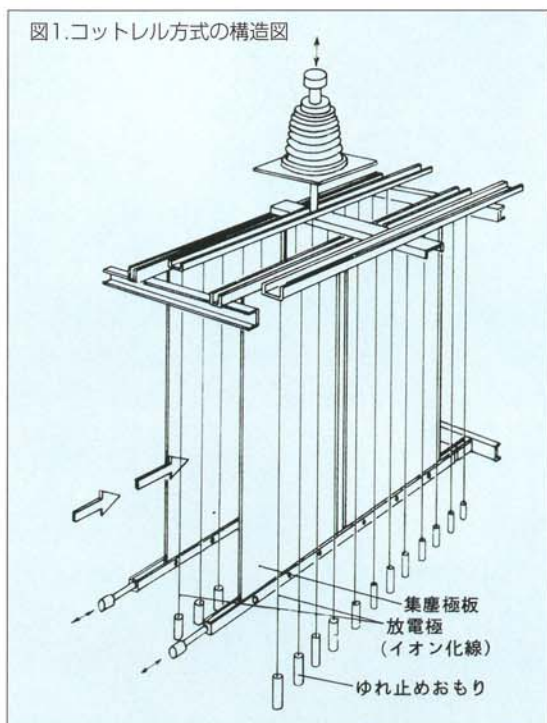 図1.コットレル方式の構造図
集塵極板
放電極
(イオン化線)
ゆれ止めおもり